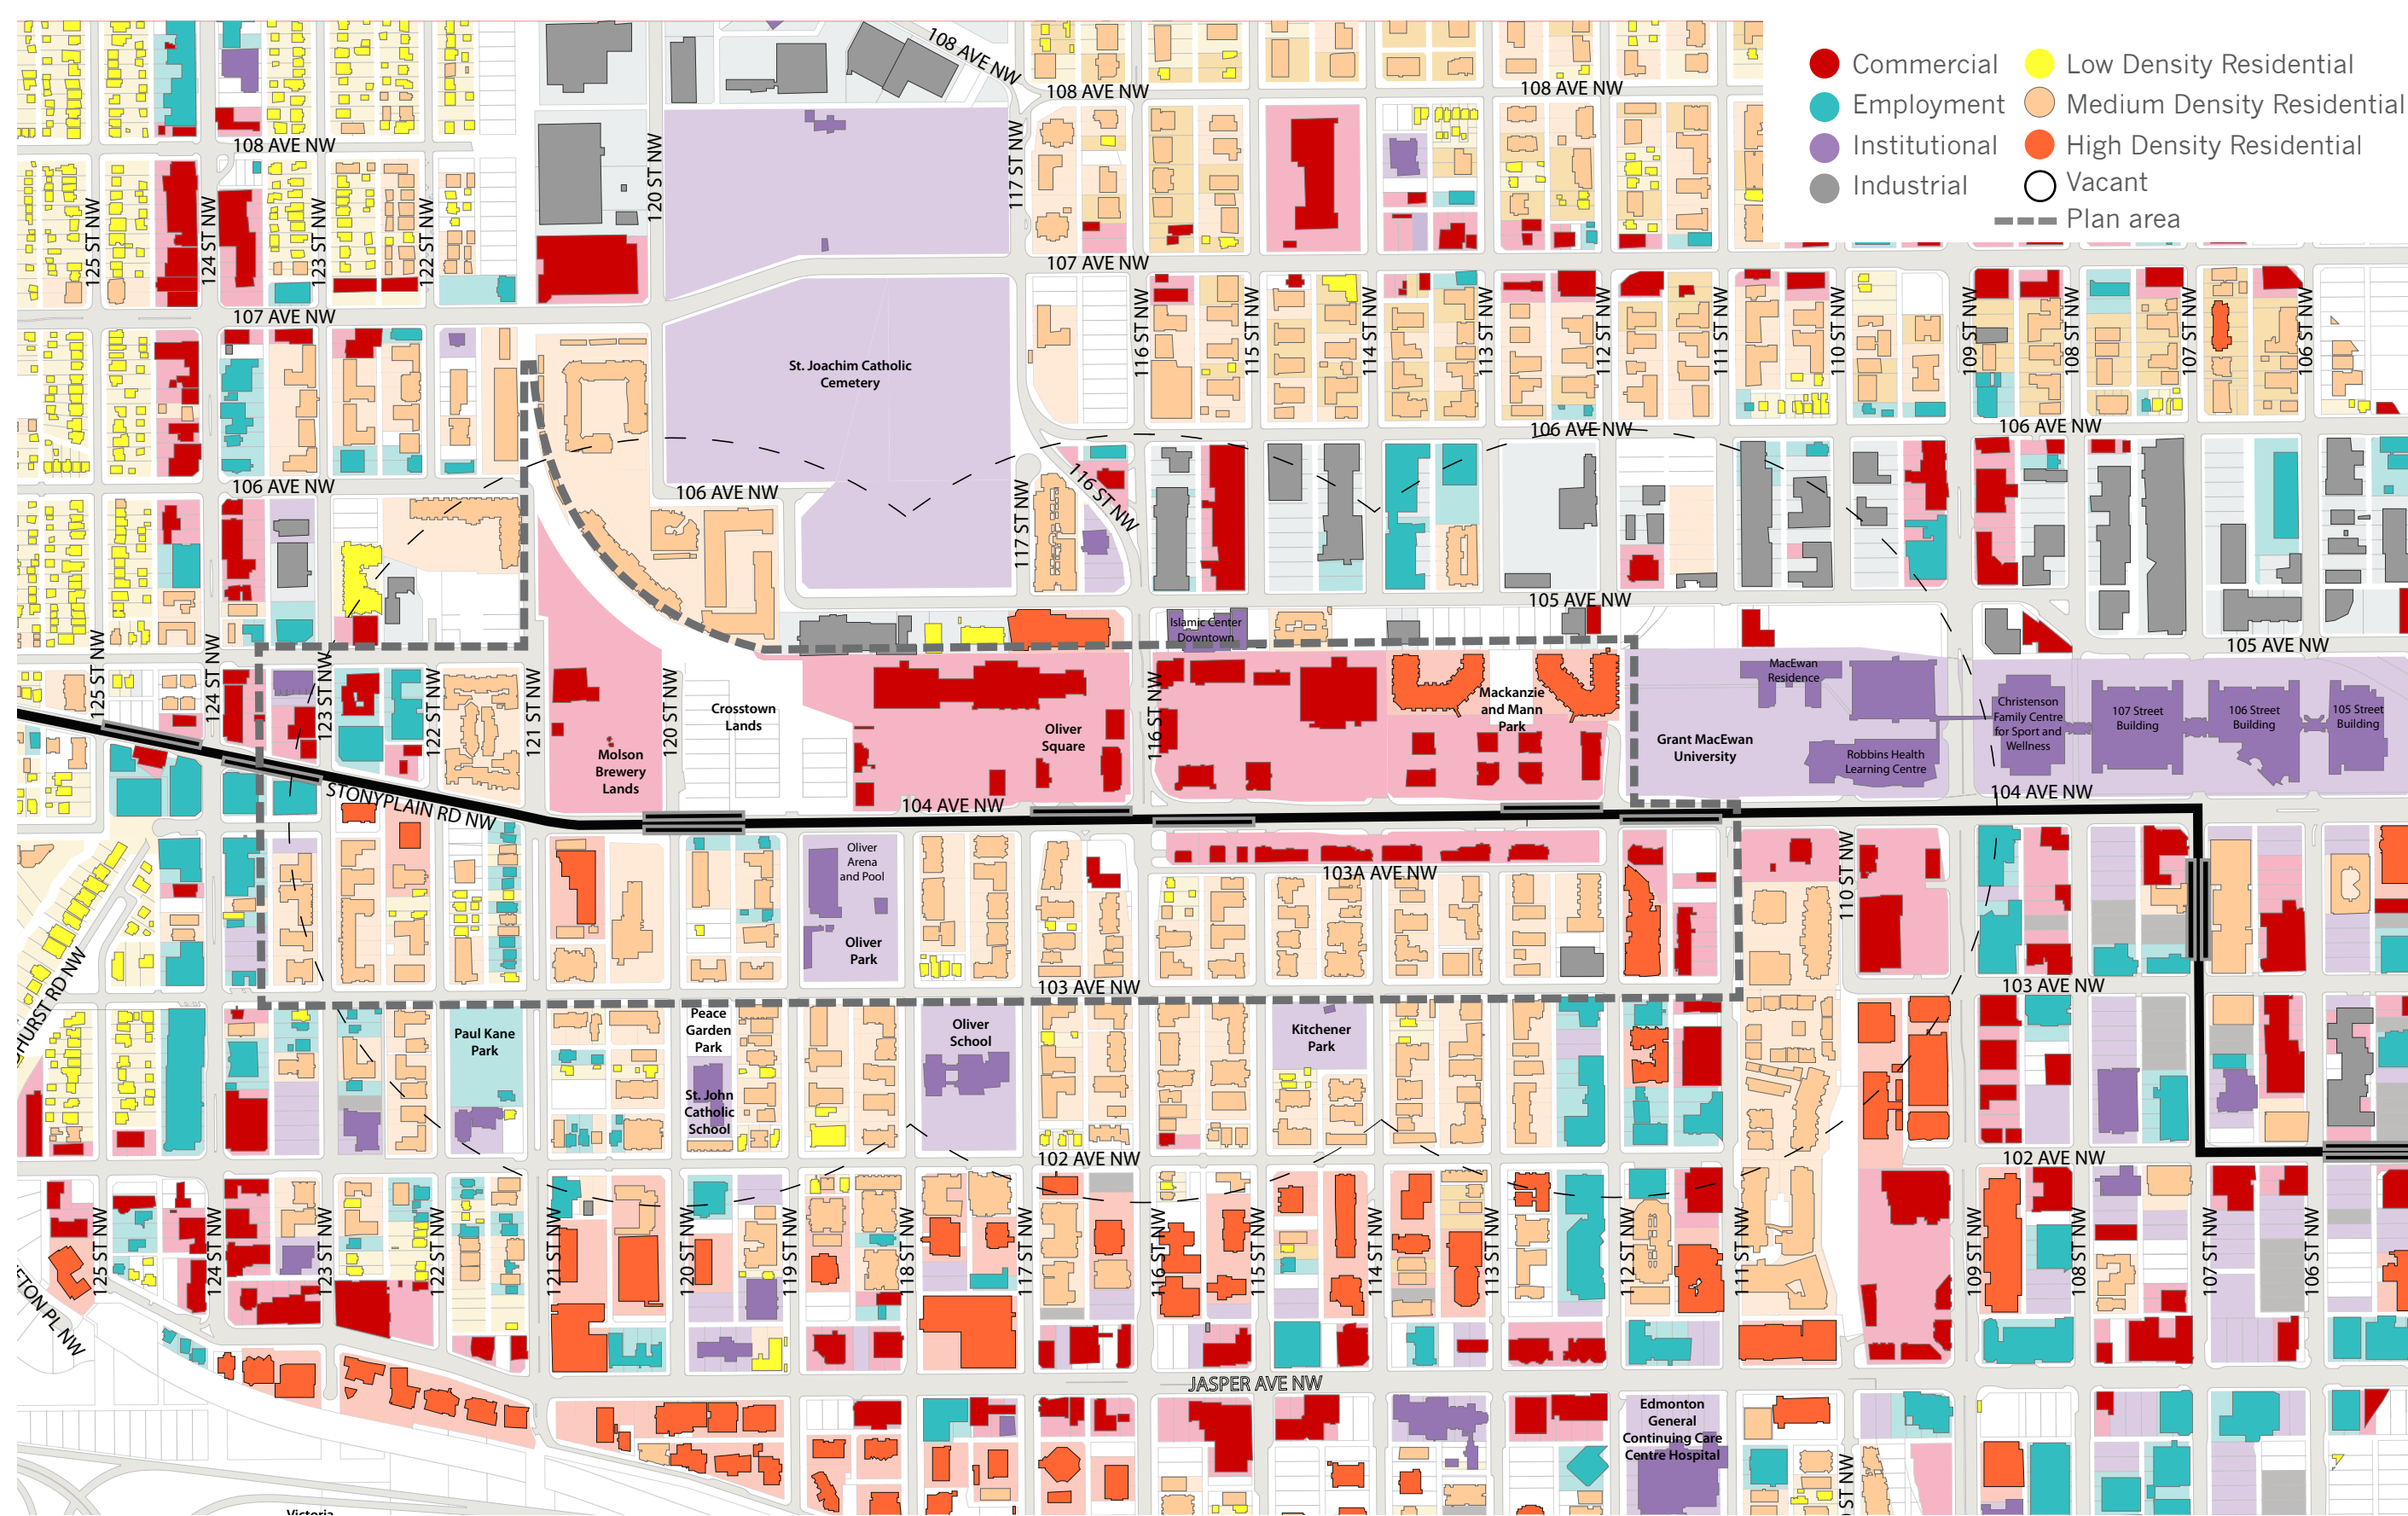 Commercial
Employment
Institutional
Industrial
Low Density Residential
Medium Density Residential
High Density Residential
Vacant
Plan area
108 AVE NW
108 AVE NW
108 AVE NW
108 AVE NW
120 ST NW
117 ST NW
125 ST NW
124 ST NW
123 ST NW
122 ST NW
107 AVE NW
107 AVE NW
116 ST NW
115 ST NW
114 ST NW
113 ST NW
112 ST NW
111 ST NW
110 ST NW
109 ST NW
108 ST NW
107 ST NW
106 ST NW
St. Joachim Catholic
Cemetery
106 AVE NW
106 AVE NW
106 AVE NW
106 AVE NW
117 ST NW
116 ST NW
105 AVE NW
105 AVE NW
Islamic Center
Downtown
125 ST NW
124 ST NW
123 ST NW
122 ST NW
121 ST NW
120 ST NW
116 ST NW
Crosstown
Lands
Molson
Brewery
Lands
Oliver
Square
Mackanzie
and Mann
Park
MacEwan
Residence
Grant MacEwan
University
Robbins Health
Learning Centre
Christenson
Family Centre
for Sport and
Wellness
107 Street
Building
106 Street
Building
105 Street
Building
STONYPLAIN RD NW
104 AVE NW
104 AVE NW
Oliver
Arena
and Pool
Oliver
Park
103A AVE NW
110 ST NW
103 AVE NW
103 AVE NW
HURST RD NW
Paul Kane
Park
Peace
Garden
Park
St. John
Catholic
School
Oliver
School
Kitchener
Park
102 AVE NW
102 AVE NW
125 ST NW
124 ST NW
123 ST NW
122 ST NW
121 ST NW
120 ST NW
119 ST NW
118 ST NW
117 ST NW
116 ST NW
115 ST NW
114 ST NW
113 ST NW
112 ST NW
111 ST NW
109 ST NW
108 ST NW
107 ST NW
106 ST NW
TON PL NW
JASPER AVE NW
Edmonton
General
Continuing Care
Centre Hospital
ST NW
Victoria